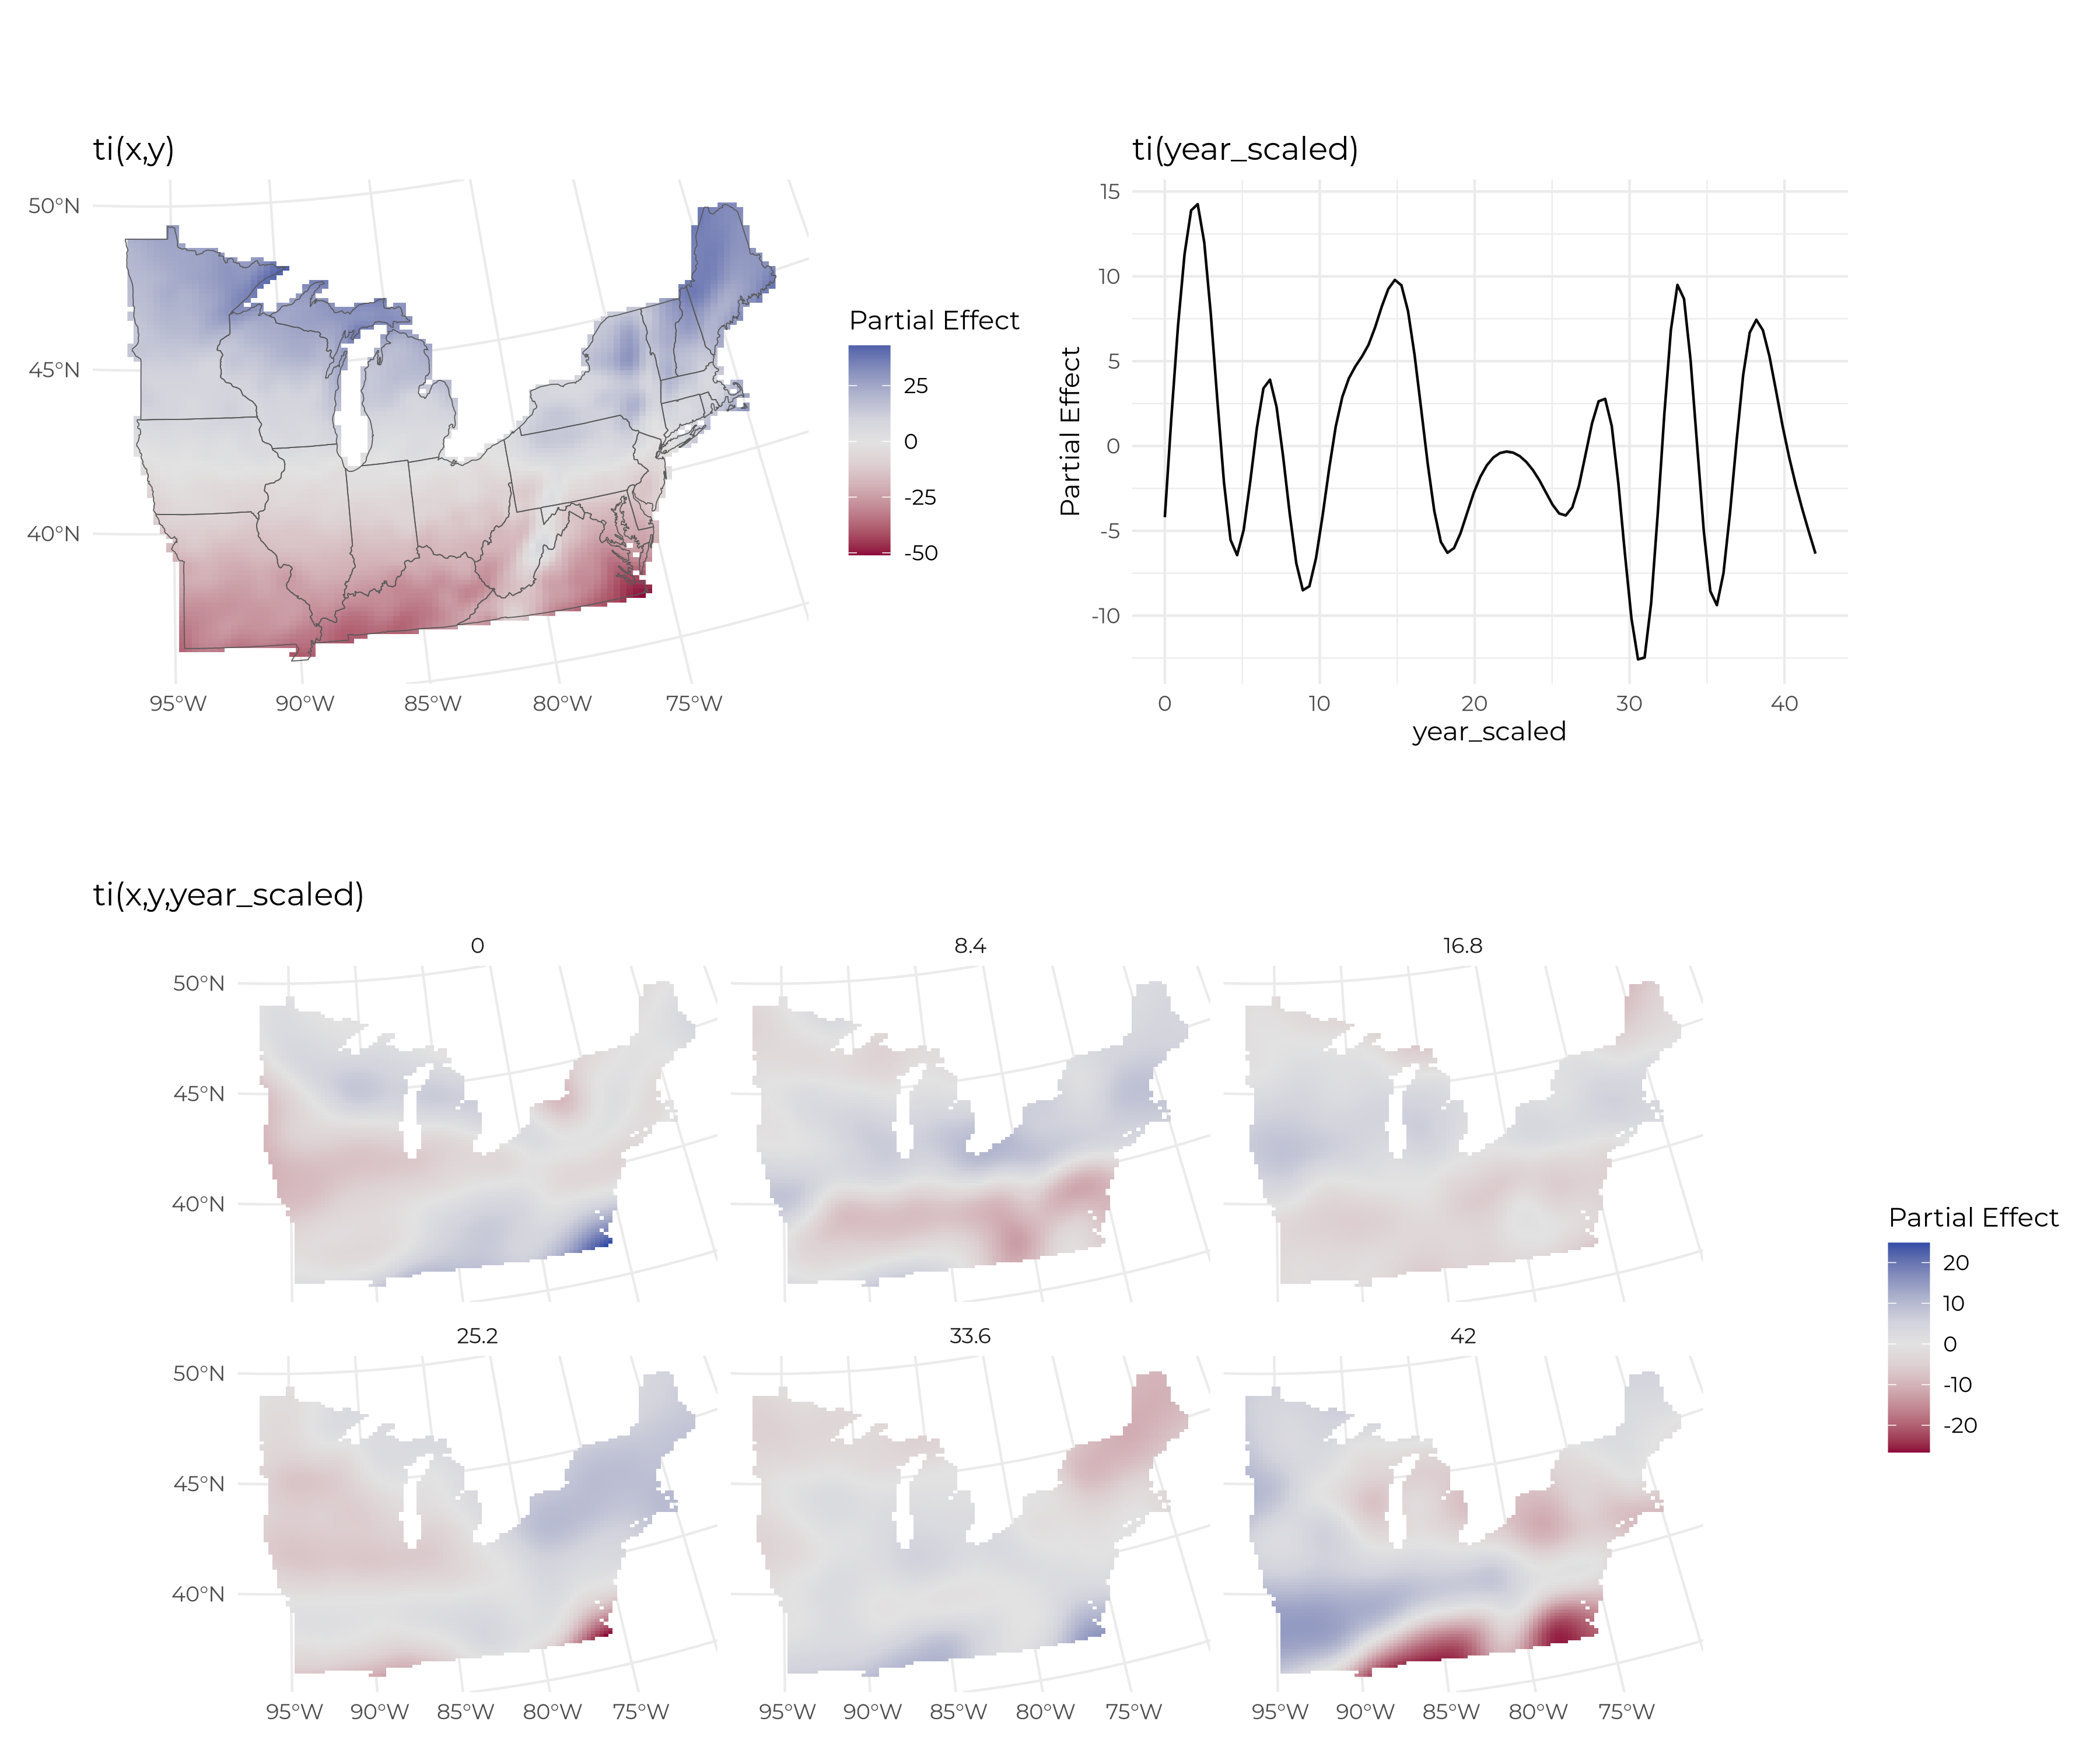 ti(x,y)
50°N
45°N
40°N
95°W 90°W 85°W 80°W 75°W
Partial Effect
25
0
-25
-50
ti(year_scaled)
Partial Effect
15
10
5
0
-5
-10
0 10 20 30 40
year_scaled
ti(x,y,year_scaled)
0 8.4 16.8
50°N
45°N
40°N
25.2 33.6 42
50°N
45°N
40°N
95°W 90°W 85°W 80°W 75°W 95°W 90°W 85°W 80°W 75°W 95°W 90°W 85°W 80°W 75°W
Partial Effect
20
10
0
-10
-20